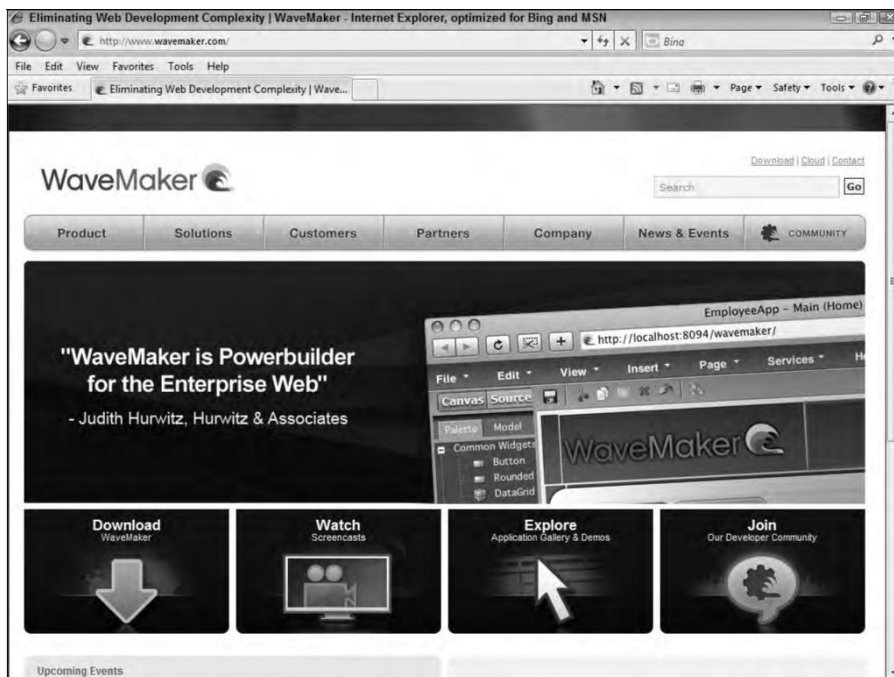 Eliminating Web Development Complexity | WaveMaker - Internet Explorer, optimized for Bing and MSN
http://www.wavemaker.com/
Bing
File Edit View Favorites Tools Help
Favorites
Eliminating Web Development Complexity | Wave...
Page Safety Tools
Download | Cloud | Contact
WaveMaker
Search
Go
Product Solutions Customers Partners Company News & Events COMMUNITY
EmployeeApp - Main (Home)
http://localhost:8094/wavemaker/
File Edit View Insert Page Services
Canvas Source
Palette Model
Common Widgets
Button
Rounded
DataGrid
WaveMaker
"WaveMaker is Powerbuilder
for the Enterprise Web"
- Judith Hurwitz, Hurwitz & Associates
Download
WaveMaker
Watch
Screencasts
Explore
Application Gallery & Demos
Join
Our Developer Community
Upcoming Events